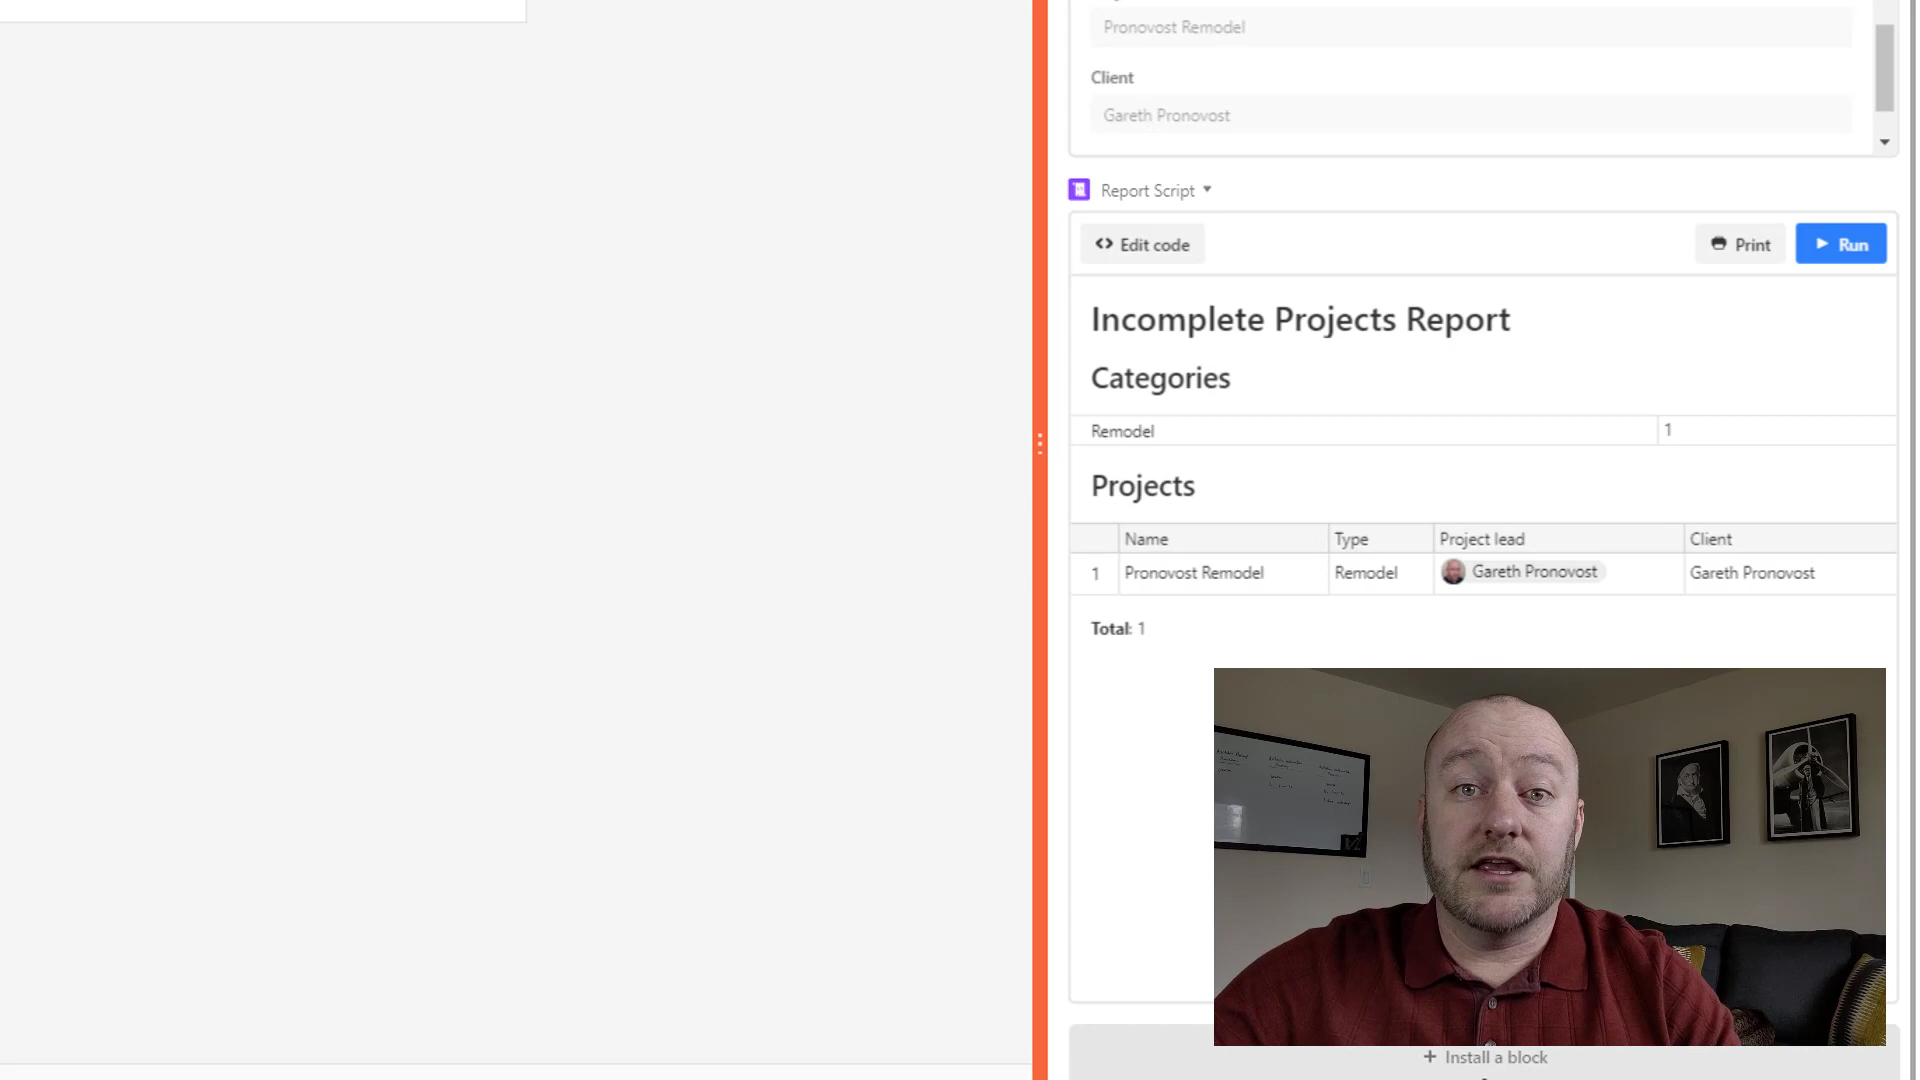 Pronovost Remodel
Client
Gareth Pronovost
Report Script
Edit code
Print
Run
Incomplete Projects Report
Categories
Remodel 1
Projects
Name Type Project lead Client
1 Pronovost Remodel Remodel Gareth Pronovost Gareth Pronovost
Total: 1
+ Install a block